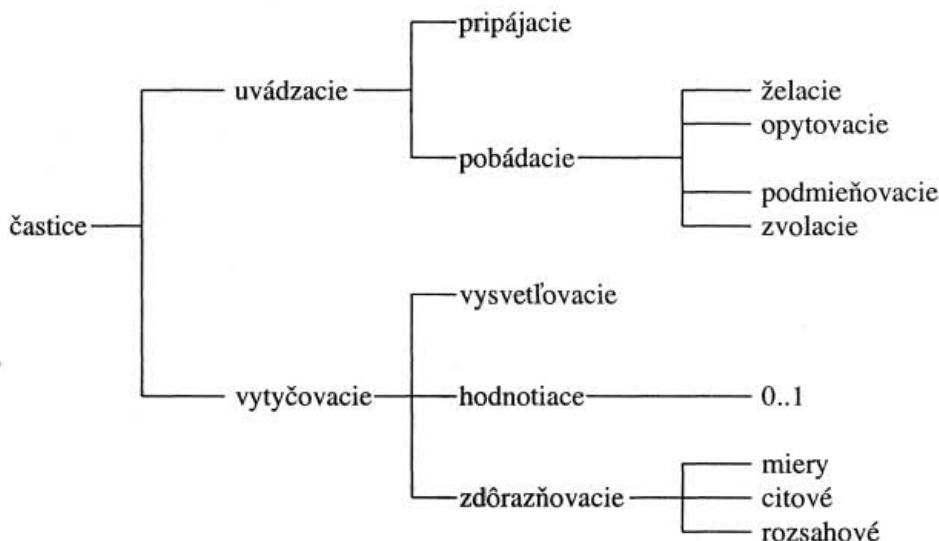 pripájacie
uvádzacie
želacie
opytovacie
pobádacie
podmieňovacie
častice
zvolacie
vysvetľovacie
vytyčovacie
hodnotiace
0..1
miery
zdôrazňovacie
citové
rozsahové